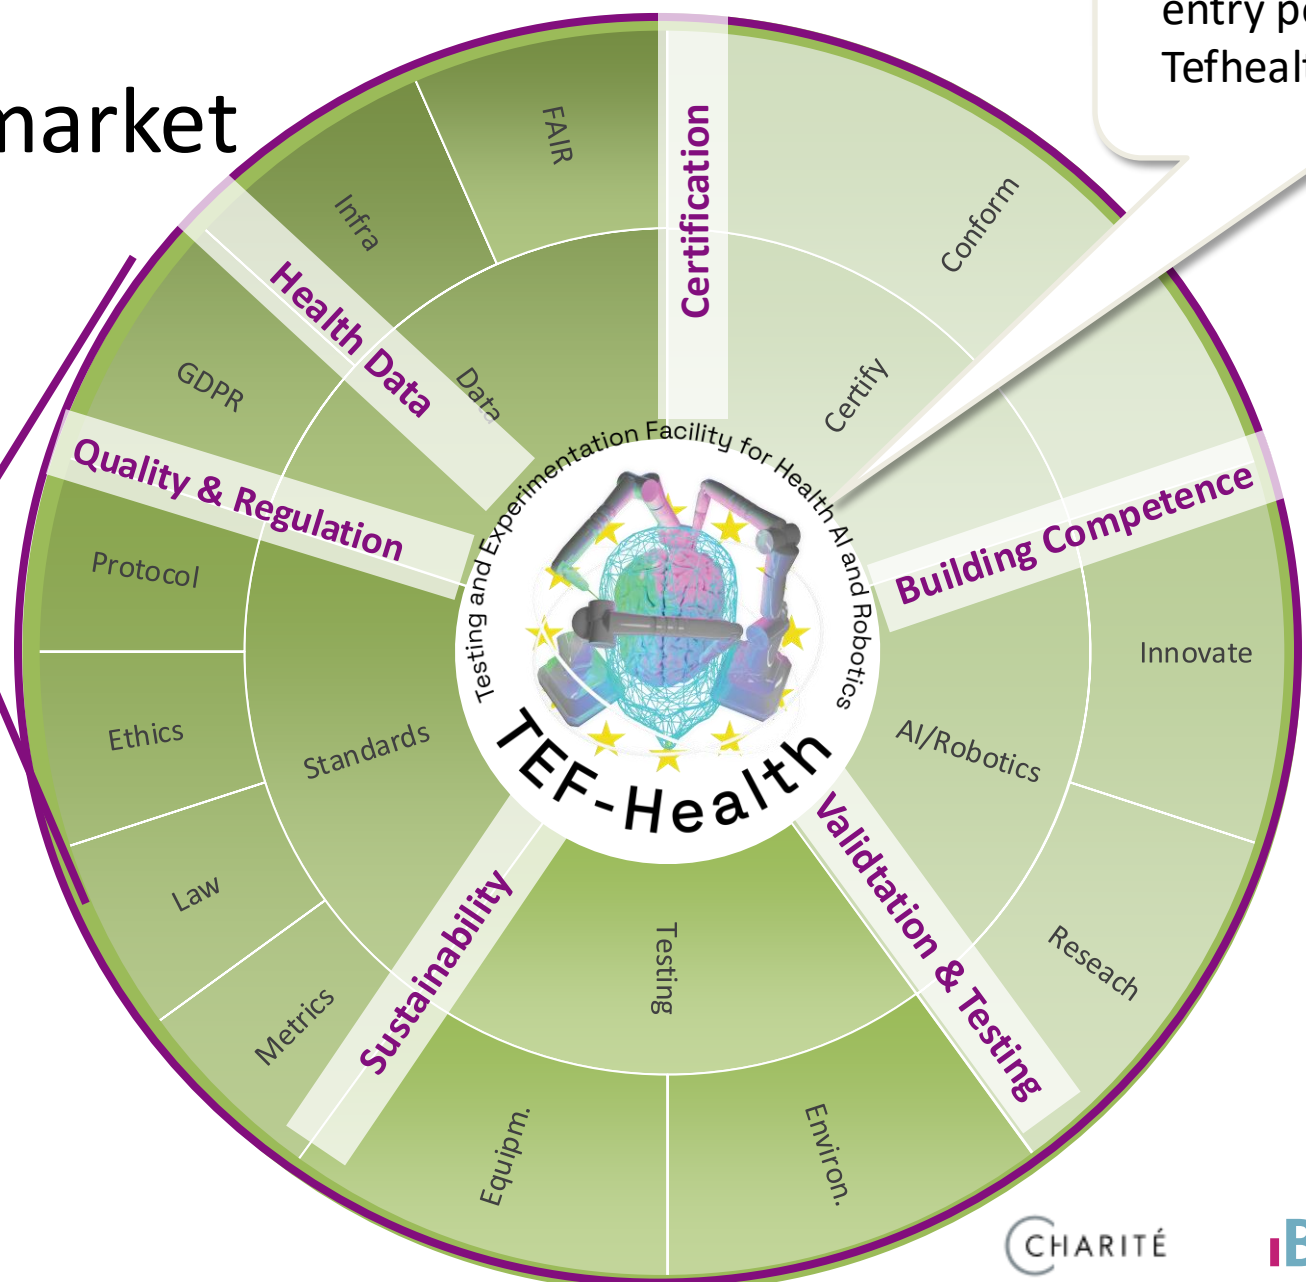 entry
Tefhealt
market
FAIR
Infra
Certification
Conform
Health Data
Data
Certify
GDPR
Quality & Regulation
Building Competence
Protocol
Innovate
Ethics
Standards
AI/Robotics
Law
Metrics
Sustainability
Testing
Validtation & Testing
Reseach
Equipm.
Environ.
Testing and Experimentation Facility for Health AI and Robotics
TEF-Health
CHARITÉ